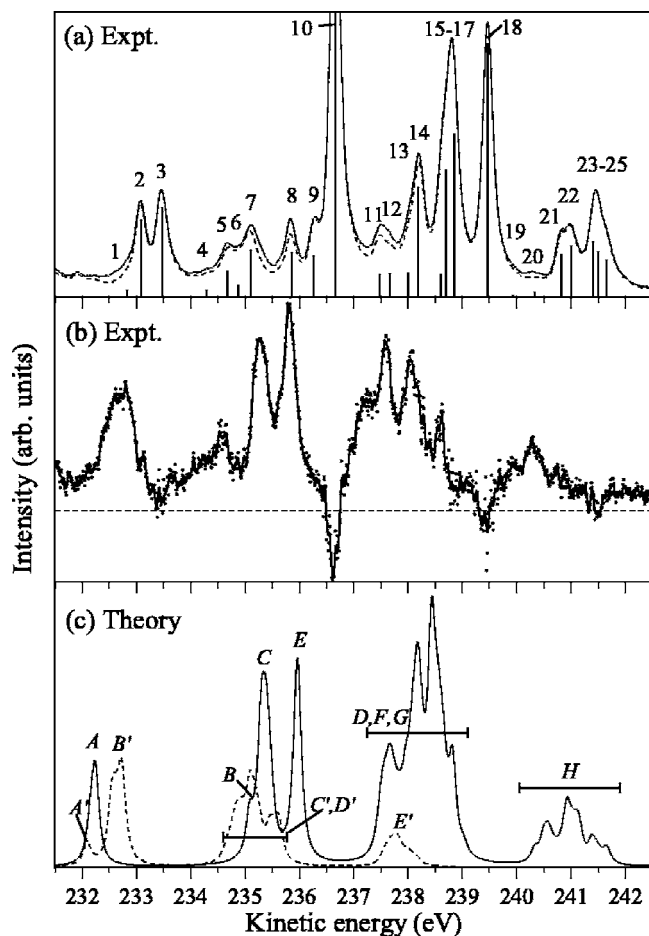 (a) Expt.
10
15-17
18
14
13
2
3
7
8
9
5
6
11
12
1
4
19
20
21
22
23-25
(b) Expt.
Intensity (arb. units)
(c) Theory
A
B'
A'
B
C
E
C',D'
D,F,G
E'
H
232 233 234 235 236 237 238 239 240 241 242
Kinetic energy (eV)